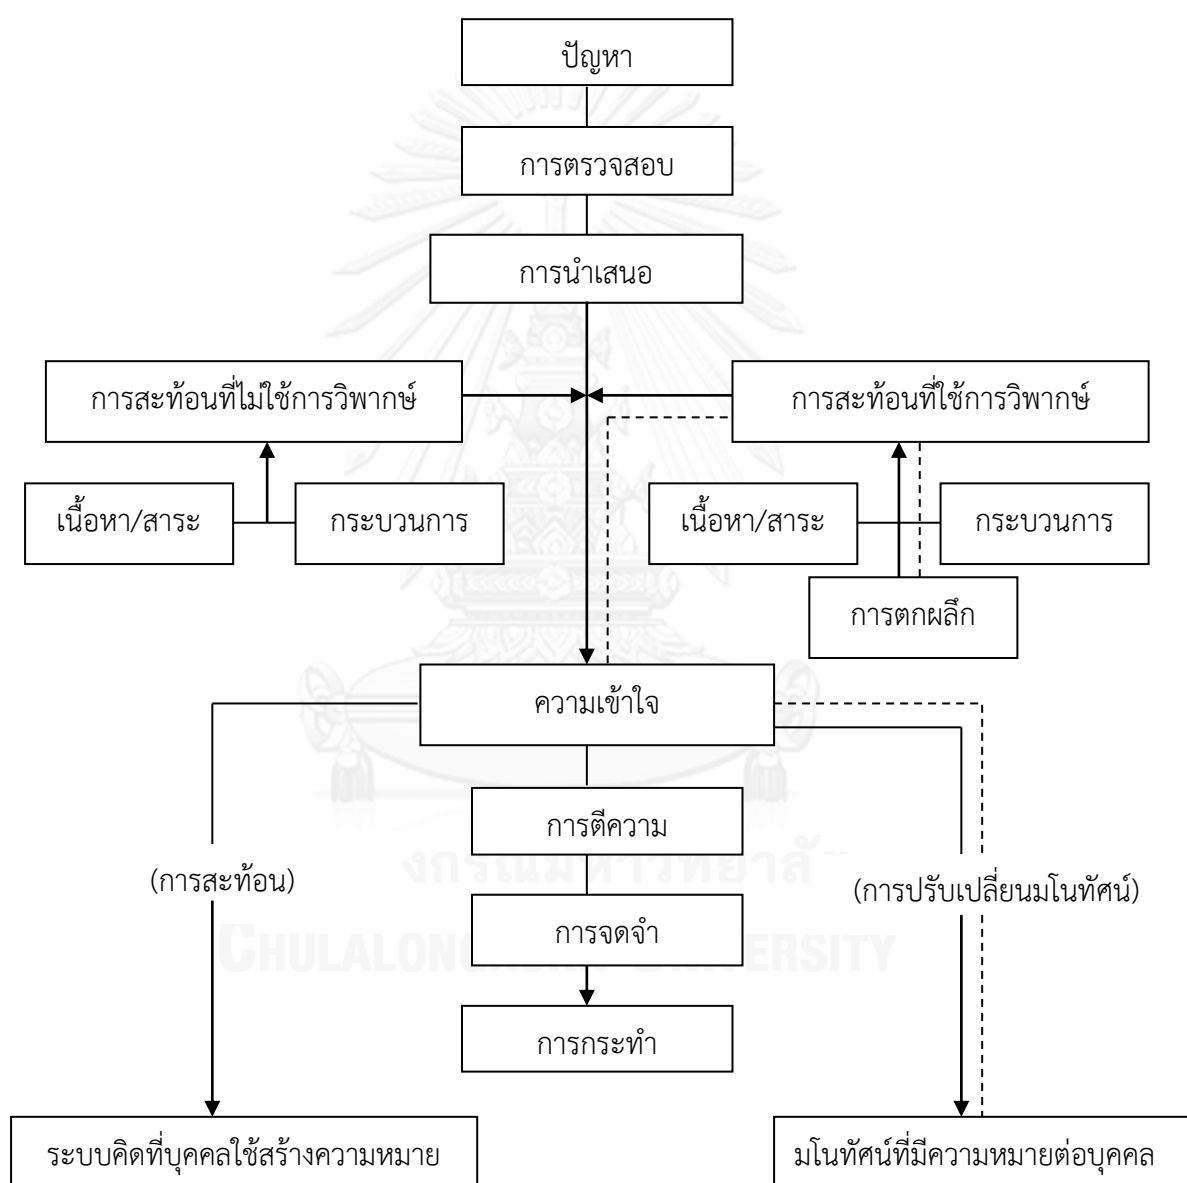 ปัญหา
การตรวจสอบ
การนำเสนอ
การสะท้อนที่ไม่ใช้การวิพากษ์
การสะท้อนที่ใช้การวิพากษ์
เนื้อหา/สาระ
กระบวนการ
เนื้อหา/สาระ
กระบวนการ
การตกผลึก
ความเข้าใจ
การตีความ
(การสะท้อน)
(การปรับเปลี่ยนมโนทัศน์)
การจดจำ
การกระทำ
ระบบคิดที่บุคคลใช้สร้างความหมาย
มโนทัศน์ที่มีความหมายต่อบุคคล